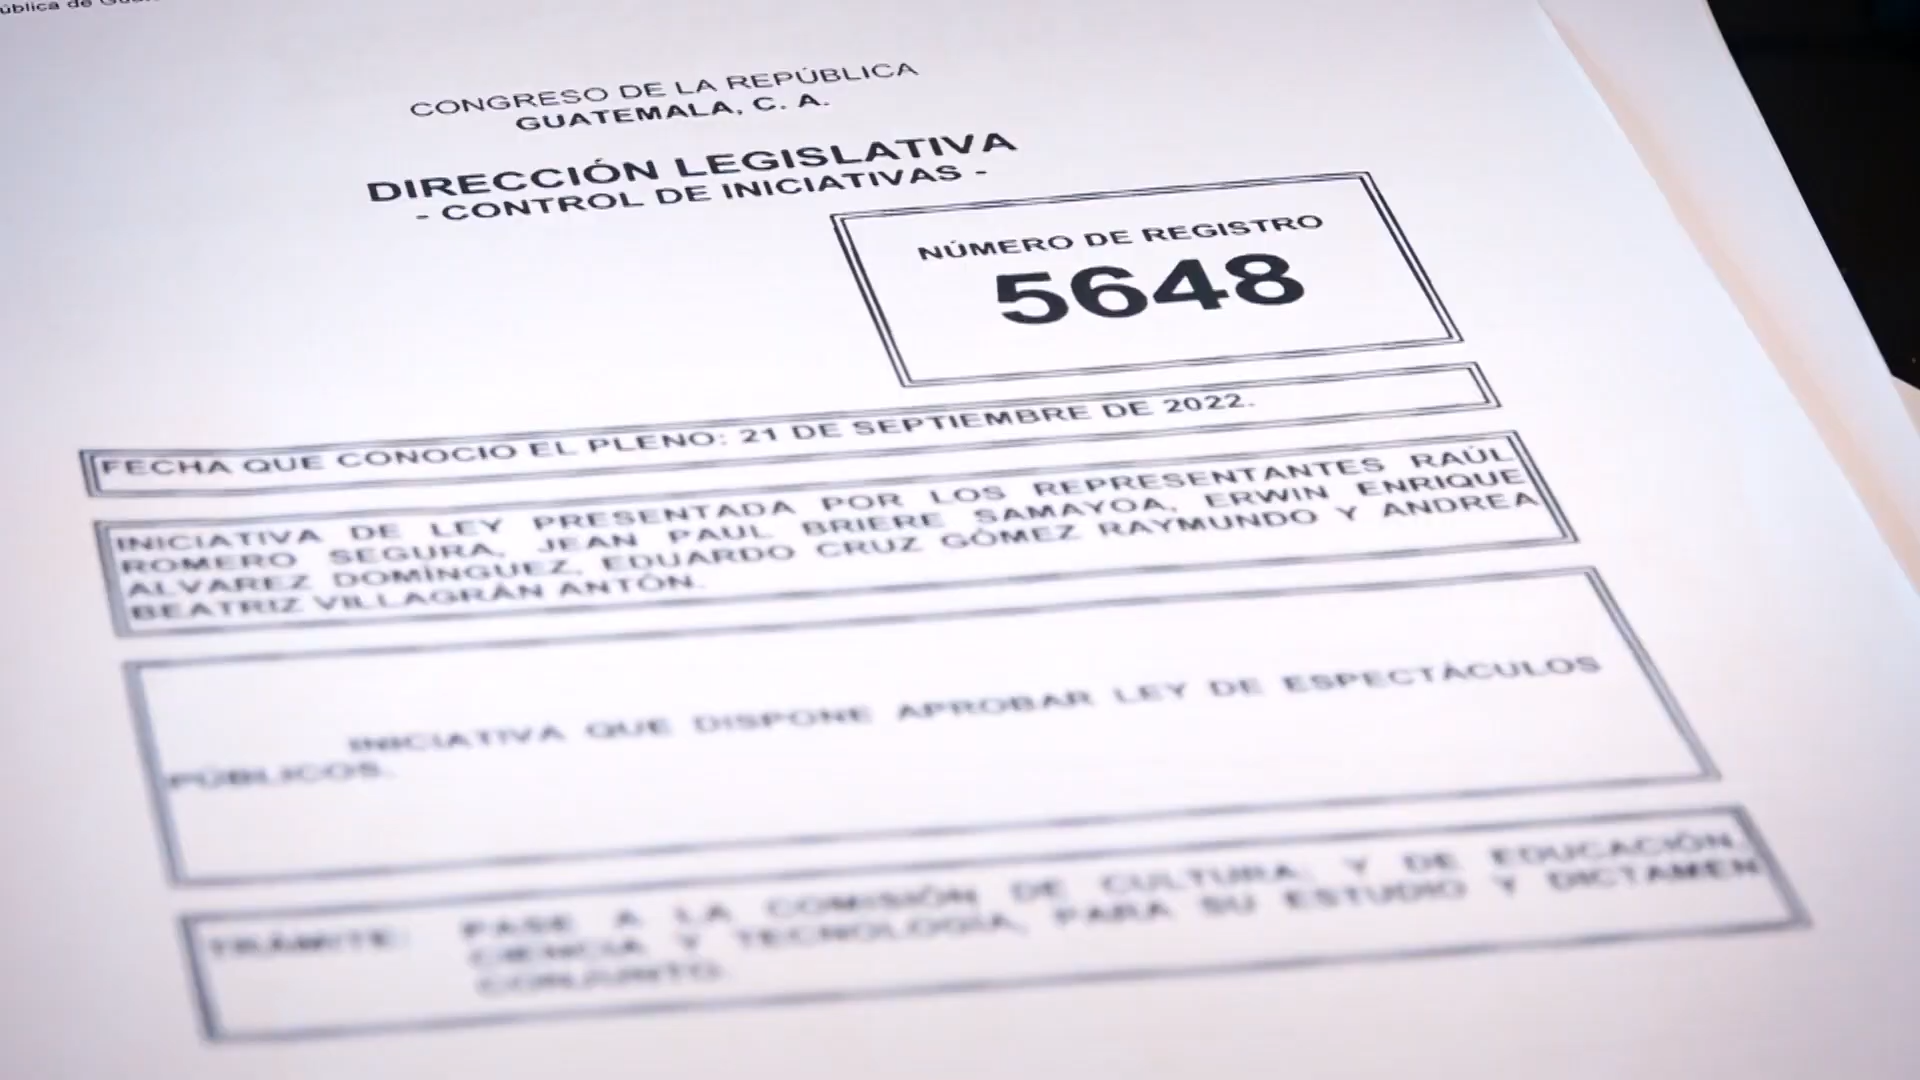 ública de
CONGRESO DE LA REPÚBLICA
GUATEMALA, C. A.
DIRECCIÓN LEGISLATIVA
- CONTROL DE INICIATIVAS -
NÚMERO DE REGISTRO
5648
FECHA QUE CONOCIO EL PLENO: 21 DE SEPTIEMBRE DE 2022.
INICIATIVA DE LEY PRESENTADA POR LOS REPRESENTANTES RAÚL
ROMERO SEGURA, JEAN PAUL BRIERE SAMAYOA, ERWIN ENRIQUE
ALVAREZ DOMÍNGUEZ, EDUARDO CRUZ GÓMEZ RAYMUNDO Y ANDREA
BEATRIZ VILLAGRÁN ANTÓN.
INICIATIVA QUE DISPONE APROBAR LEY DE ESPECTÁCULOS
PÚBLICOS.
TRÁMITE: PASE A LA COMISIÓN DE CULTURA; Y DE EDUCACIÓN,
CIENCIA Y TECNOLOGÍA, PARA SU ESTUDIO Y DICTAMEN
CONJUNTO.